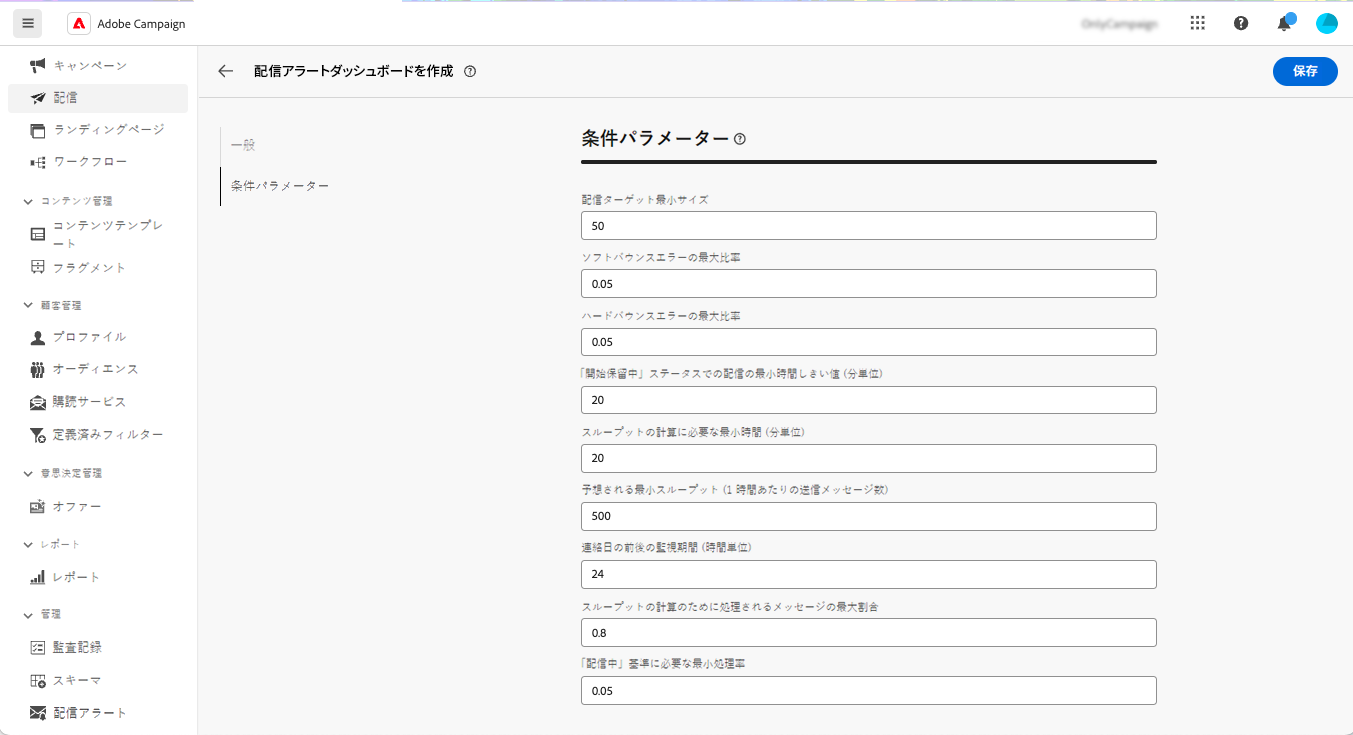 Adobe Campaign
キャンペーン
配信
ランディングページ
ワークフロー
コンテンツ管理
コンテンツテンプレ
ート
フラグメント
顧客管理
プロファイル
オーディエンス
購読サービス
定義済みフィルター
意思決定管理
オファー
レポート
レポート
管理
監査記録
スキーマ
配信アラート
配信アラートダッシュボードを作成
保存
一般
条件パラメーター
条件パラメーター
配信ターゲット最小サイズ
50
ソフトバウンスエラーの最大比率
0.05
ハードバウンスエラーの最大比率
0.05
「開始保留中」ステータスでの配信の最小時間しきい値 (分単位)
20
スループットの計算に必要な最小時間 (分単位)
20
予想される最小スループット (1 時間あたりの送信メッセージ数)
500
連絡日の前後の監視期間 (時間単位)
24
スループットの計算のために処理されるメッセージの最大割合
0.8
「配信中」基準に必要な最小処理率
0.05